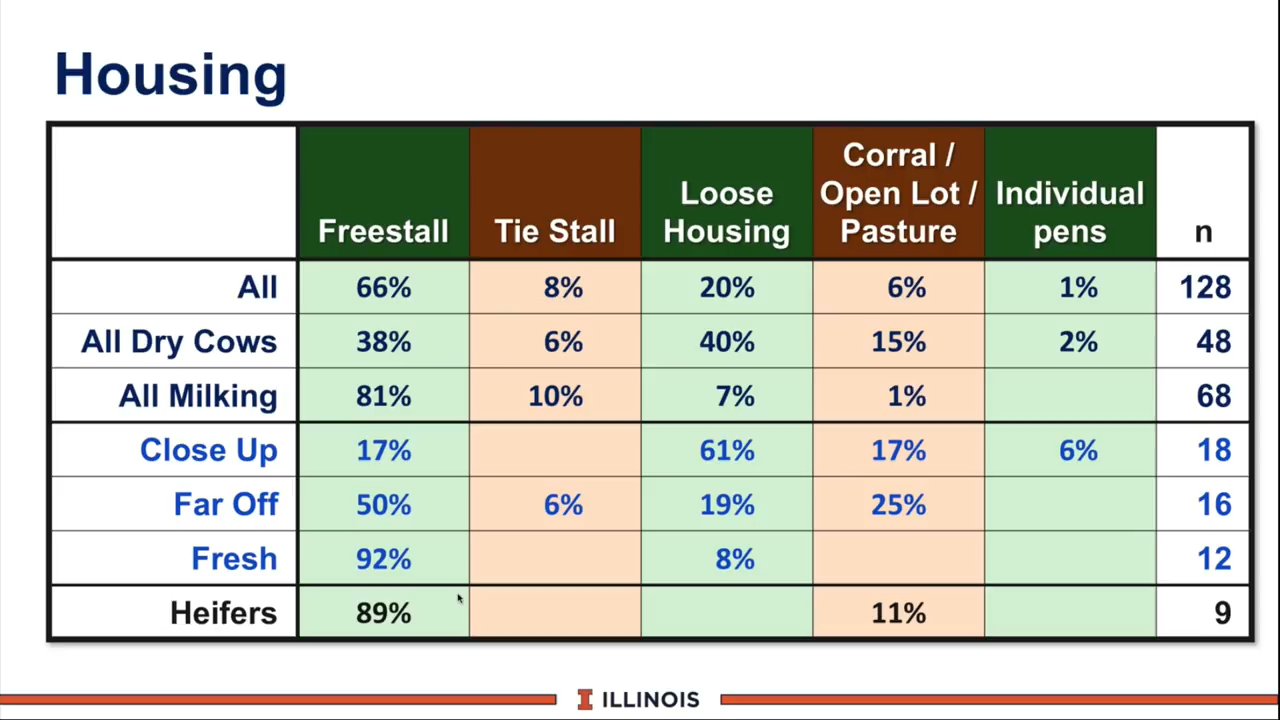 Housing
Freestall Tie Stall Loose Housing Corral / Open Lot / Pasture Individual pens n
All 66% 8% 20% 6% 1% 128
All Dry Cows 38% 6% 40% 15% 2% 48
All Milking 81% 10% 7% 1% 68
Close Up 17% 61% 17% 6% 18
Far Off 50% 6% 19% 25% 16
Fresh 92% 8% 12
Heifers 89% 11% 9
I ILLINOIS